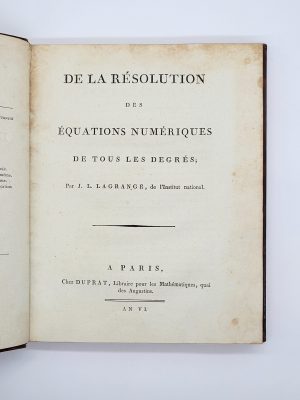 DE LA RÉSOLUTION
DES
ÉQUATIONS NUMÉRIQUES
DE TOUS LES DEGRÉS;
Par J. L. LAGRANGE, de l'Institut national.
A PARIS,
Chez DUPRAT, Libraire pour les Mathématiques, quai
des Augustins.
AN VI